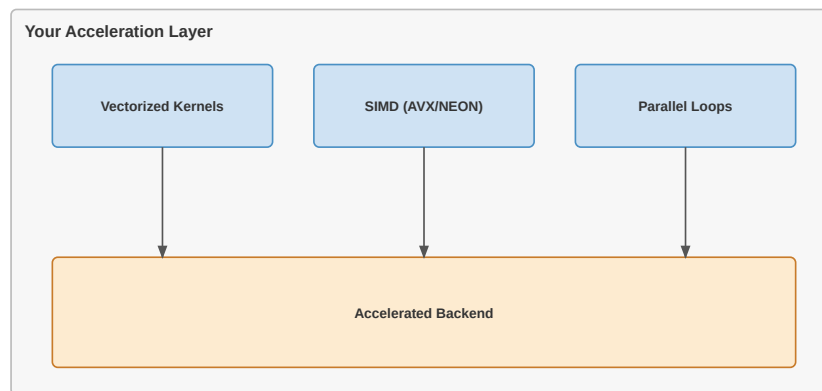 Your Acceleration Layer
Vectorized Kernels
SIMD (AVX/NEON)
Parallel Loops
Accelerated Backend